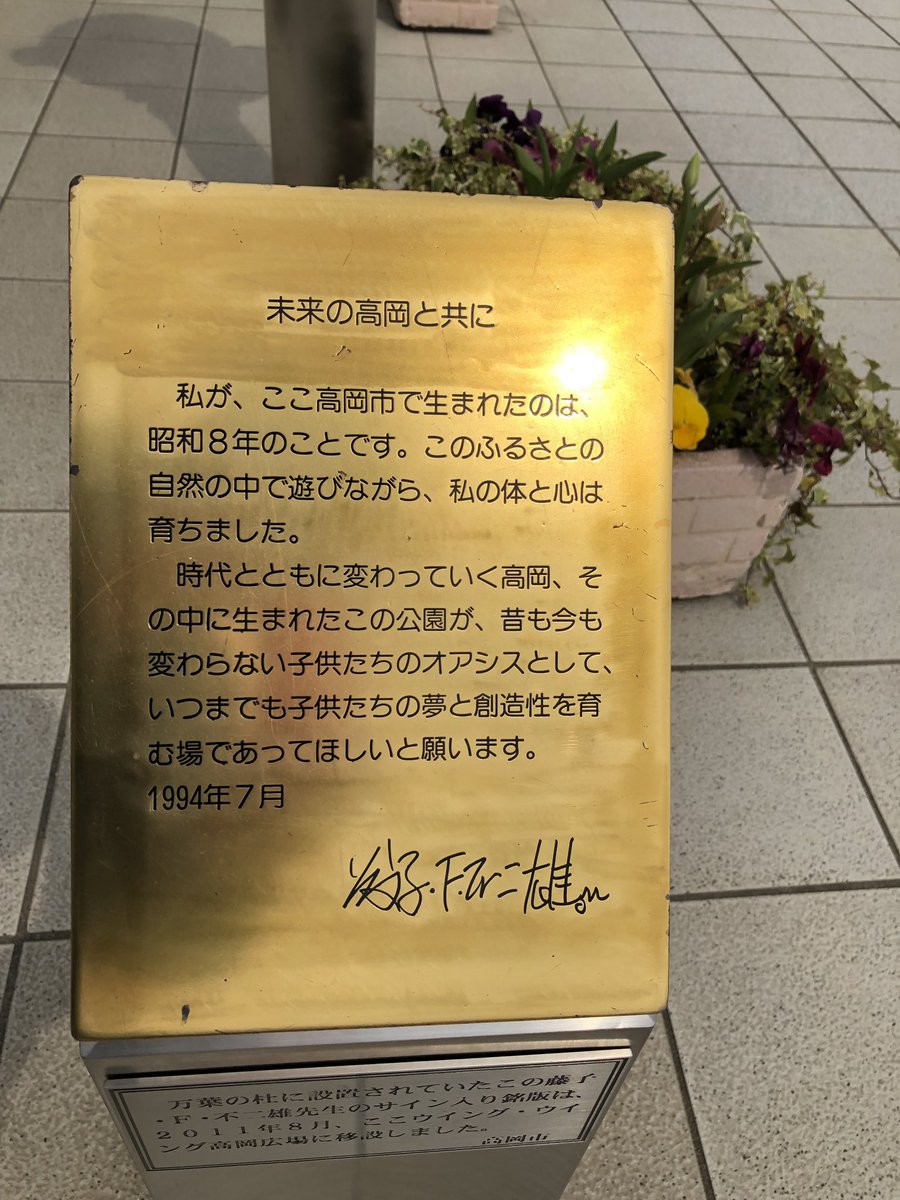 未来の高岡と共に
私が、ここ高岡市で生まれたのは、
昭和8年のことです。このふるさとの
自然の中で遊びながら、私の体と心は
育ちました。
時代とともに変わっていく高岡、そ
の中に生まれたこの公園が、昔も今も
変わらない子供たちのオアシスとして、
いつまでも子供たちの夢と創造性を育
む場であってほしいと願います。
1994年7月
藤子・F・不二雄
万葉の杜に設置されていたこの藤子
・F・不二雄先生のサイン入り銘版は、
2011年8月、ここウイング・ウイ
ング高岡広場に移設しました。
高岡市